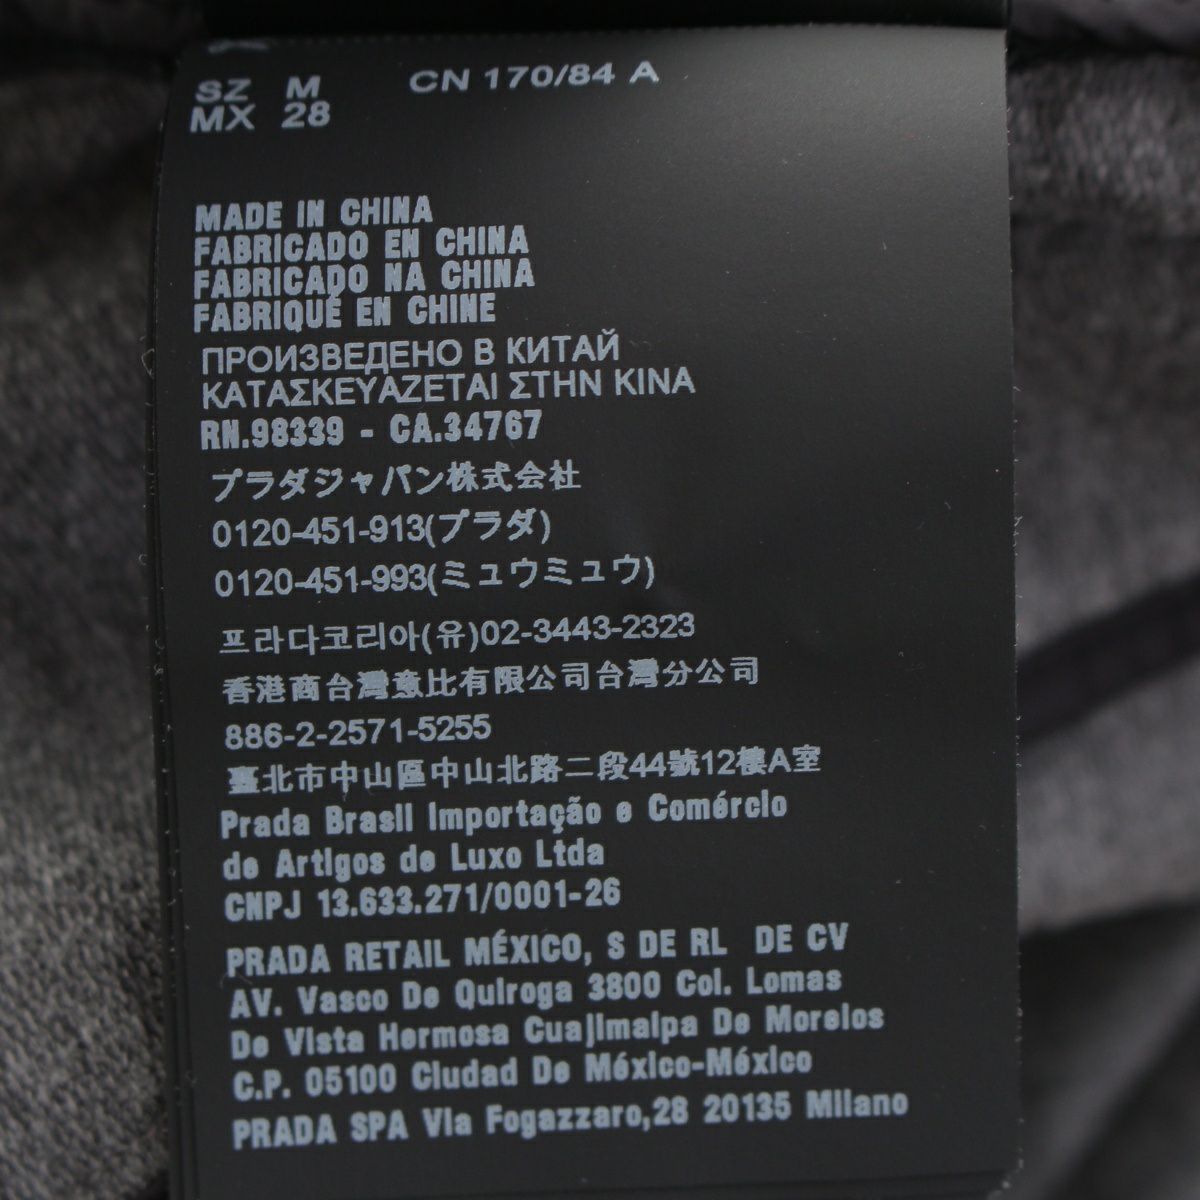 SZ M CN 170/84 A
MX 28
MADE IN CHINA
FABRICADO EN CHINA
FABRICADO NA CHINA
FABRIQUÉ EN CHINE
ПРОИЗВЕДЕНО В КИТАЙ
ΚΑΤΑΣΚΕΥΑΖΕΤΑΙ ΣΤΗΝ ΚΙΝΑ
RN.98339 - CA.34767
プラダジャパン株式会社
0120-451-913(プラダ)
0120-451-993(ミュウミュウ)
프라다코리아(유)02-3443-2323
香港商台灣意比有限公司台灣分公司
886-2-2571-5255
臺北市中山區中山北路二段44號12樓A室
Prada Brasil Importação e Comércio
de Artigos de Luxo Ltda
CNPJ 13.633.271/0001-26
PRADA RETAIL MÉXICO, S DE RL DE CV
AV. Vasco De Quiroga 3800 Col. Lomas
De Vista Hermosa Cuajimalpa De Morelos
C.P. 05100 Ciudad De México-México
PRADA SPA Via Fogazzaro,28 20135 Milano